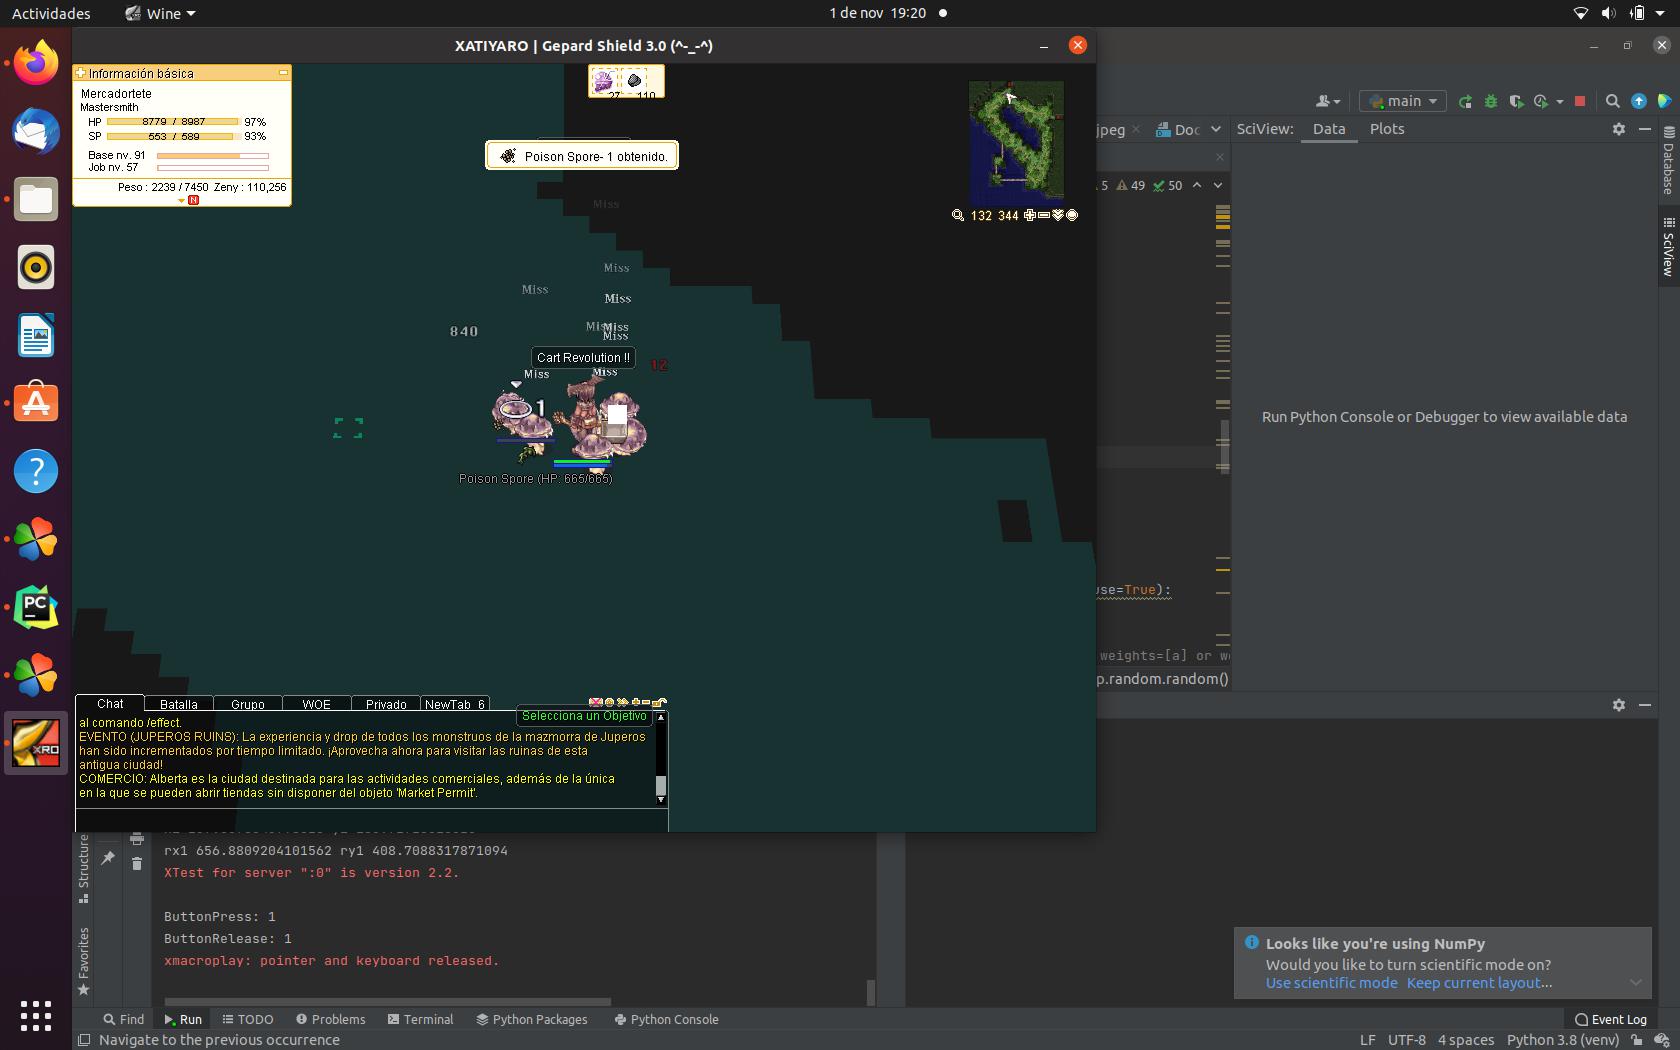 Actividades
Wine
1 de nov 19:20
XATIYARO | Gepard Shield 3.0 (^-_-^)
Información básica
Mercadortete
Mastersmith
HP 8779 / 8987 97%
SP 553 / 589 93%
Base nv. 91
Job nv. 57
Peso : 2239 / 7450 Zeny : 110,256
N
27 110
Poison Spore- 1 obtenido.
132 344
Miss
Miss
Miss
Miss
Miss
Miss
840
Miss
Cart Revolution !!
12
Miss
Miss
1
Poison Spore (HP: 665/665)
Chat
Batalla
Grupo
WOE
Privado
NewTab_6
Selecciona un Objetivo
al comando /effect.
EVENTO (JUPEROS RUINS): La experiencia y drop de todos los monstruos de la mazmorra de Juperos
han sido incrementados por tiempo limitado. ¡Aprovecha ahora para visitar las ruinas de esta
antigua ciudad!
COMERCIO: Alberta es la ciudad destinada para las actividades comerciales, además de la única
en la que se pueden abrir tiendas sin disponer del objeto 'Market Permit'.
main
jpeg
Doc
SciView:
Data
Plots
5 49 50
Database
SciView
Run Python Console or Debugger to view available data
use=True):
weights=[a] or we
p.random.random()
PC
XRO
rx1 656.8809204101562 ry1 408.7088317871094
XTest for server ":0" is version 2.2.
ButtonPress: 1
ButtonRelease: 1
xmacroplay: pointer and keyboard released.
Structure
Favorites
Looks like you're using NumPy
Would you like to turn scientific mode on?
Use scientific mode Keep current layout...
Find
Run
TODO
Problems
Terminal
Python Packages
Python Console
Event Log
Navigate to the previous occurrence
LF UTF-8 4 spaces Python 3.8 (venv)